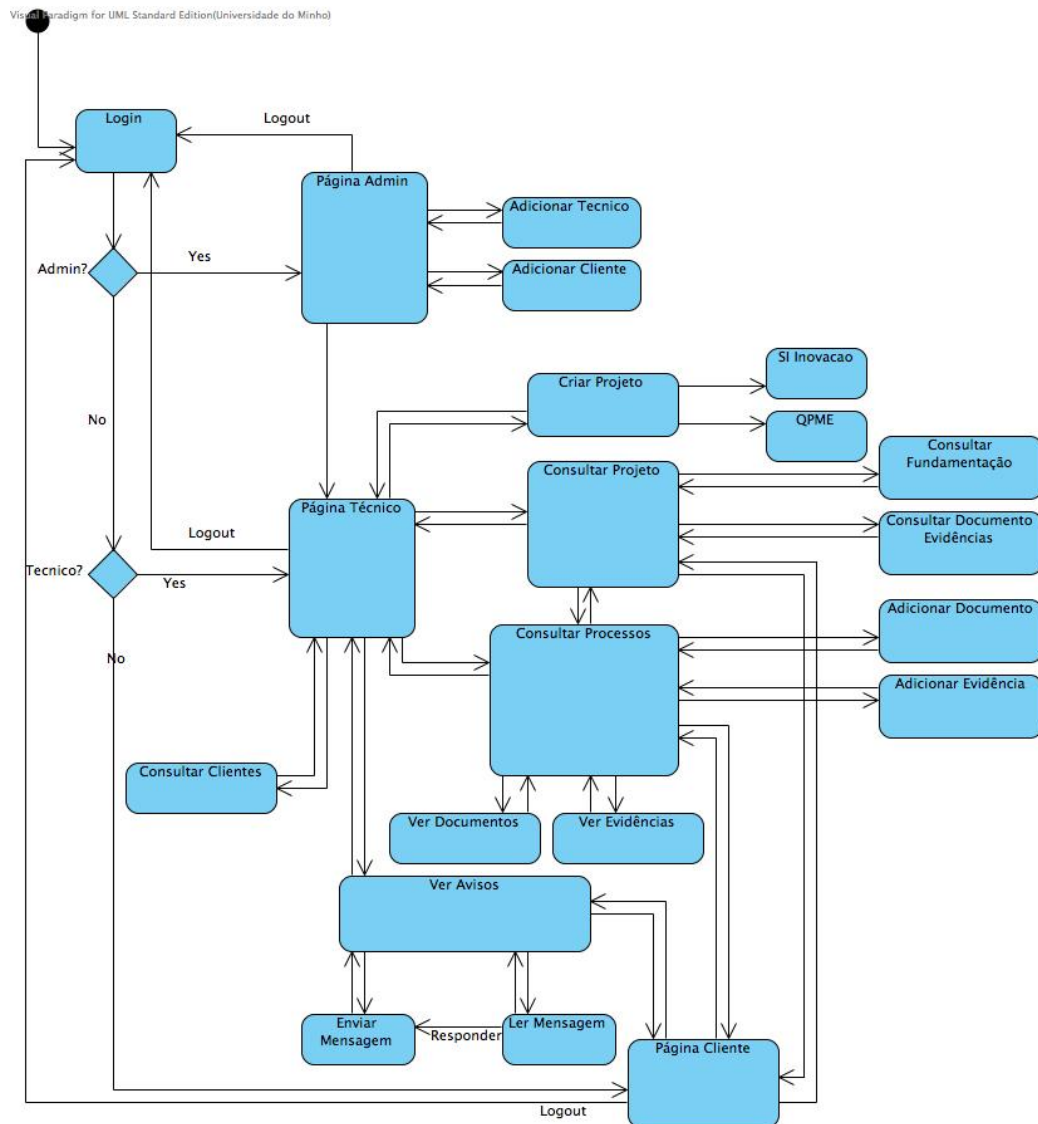 Visual Paradigm for UML Standard Edition(Universidade do Minho)
Login
Logout
Página Admin
Adicionar Tecnico
Yes
Admin?
Adicionar Cliente
SI Inovacao
Criar Projeto
No
QPME
Consultar
Fundamentação
Consultar Projeto
Página Técnico
Consultar Documento
Evidências
Logout
Tecnico?
Yes
Adicionar Documento
Consultar Processos
No
Adicionar Evidência
Consultar Clientes
Ver Documentos
Ver Evidências
Ver Avisos
Enviar
Mensagem
Responder
Ler Mensagem
Página Cliente
Logout